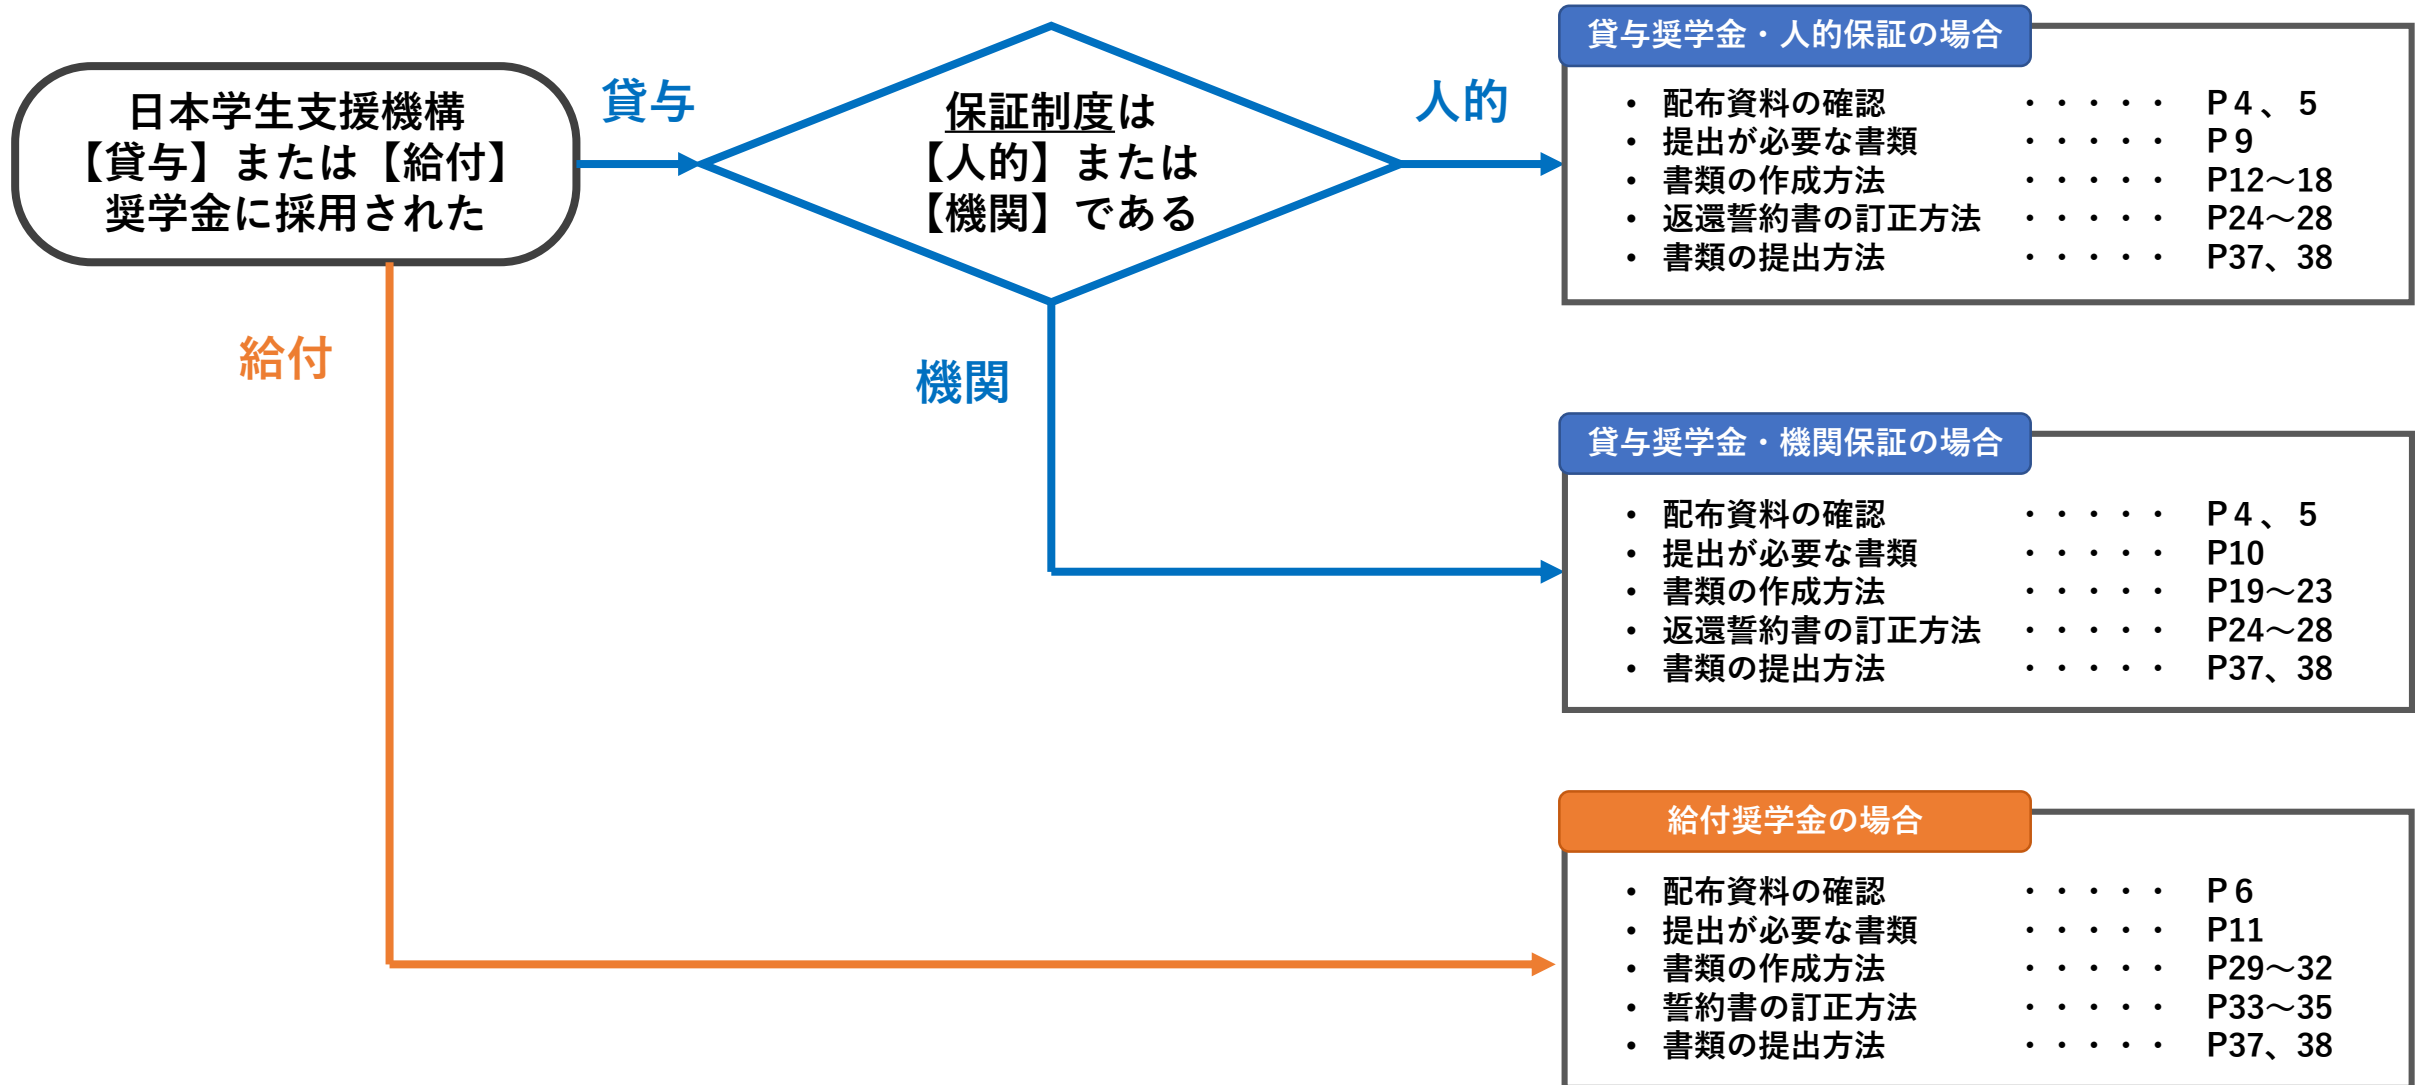 日本学生支援機構
【貸与】または【給付】
奨学金に採用された
貸与
保証制度は
【人的】または
【機関】である
人的
給付
機関
貸与奨学金・人的保証の場合
• 配布資料の確認 ・・・・・ P４、５
• 提出が必要な書類 ・・・・・ P９
• 書類の作成方法 ・・・・・ P12～18
• 返還誓約書の訂正方法 ・・・・・ P24～28
• 書類の提出方法 ・・・・・ P37、38
貸与奨学金・機関保証の場合
• 配布資料の確認 ・・・・・ P４、５
• 提出が必要な書類 ・・・・・ P10
• 書類の作成方法 ・・・・・ P19～23
• 返還誓約書の訂正方法 ・・・・・ P24～28
• 書類の提出方法 ・・・・・ P37、38
給付奨学金の場合
• 配布資料の確認 ・・・・・ P６
• 提出が必要な書類 ・・・・・ P11
• 書類の作成方法 ・・・・・ P29～32
• 誓約書の訂正方法 ・・・・・ P33～35
• 書類の提出方法 ・・・・・ P37、38